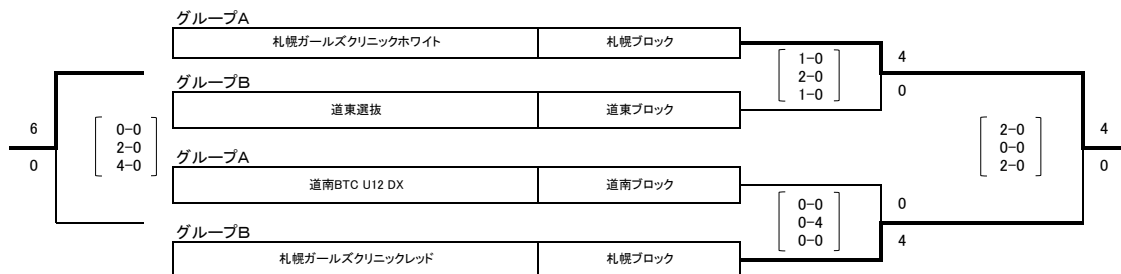 グループA
札幌ガールズクリニックホワイト 札幌ブロック
1-0 4
2-0
グループB
1-0 0
道東選抜 道東ブロック
6 0-0 2-0 4
2-0 0-0
グループA
0 4-0 2-0 0
道南BTC U12 DX 道南ブロック
0-0 0
0-4
グループB
0-0 4
札幌ガールズクリニックレッド 札幌ブロック